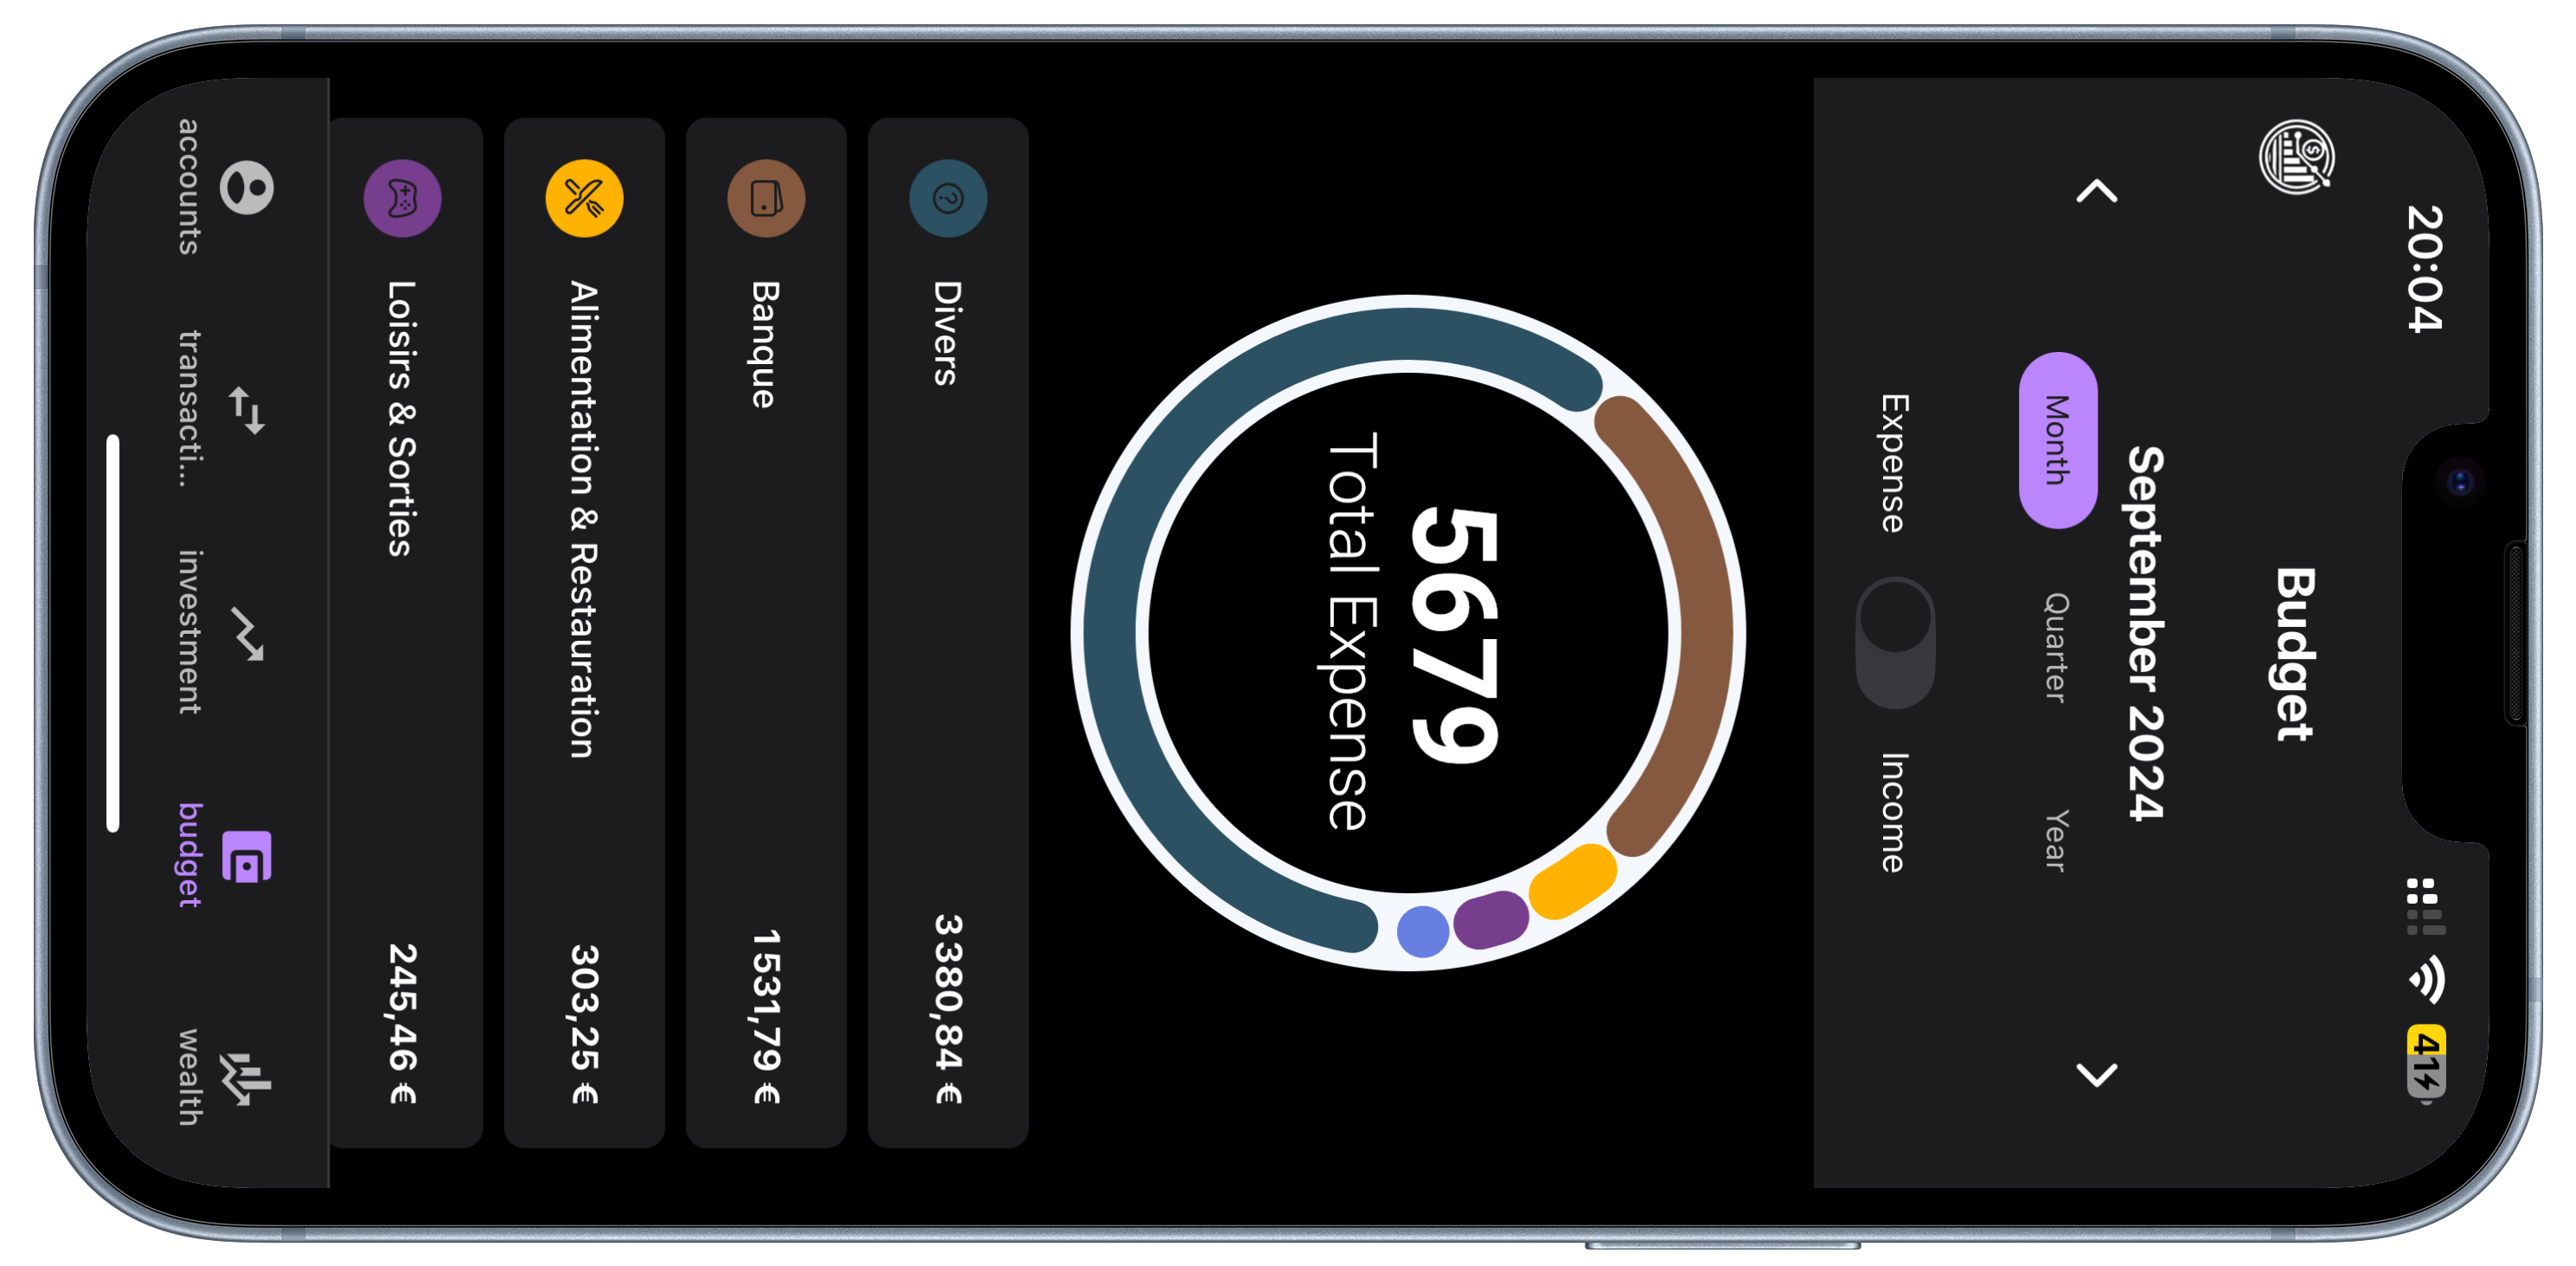 20:04
41
Budget
September 2024
Month Quarter Year
Expense Income
5679
Total Expense
Divers 3380,84 €
Banque 1531,79 €
Alimentation & Restauration 303,25 €
Loisirs & Sorties 245,46 €
accounts transacti... investment budget wealth